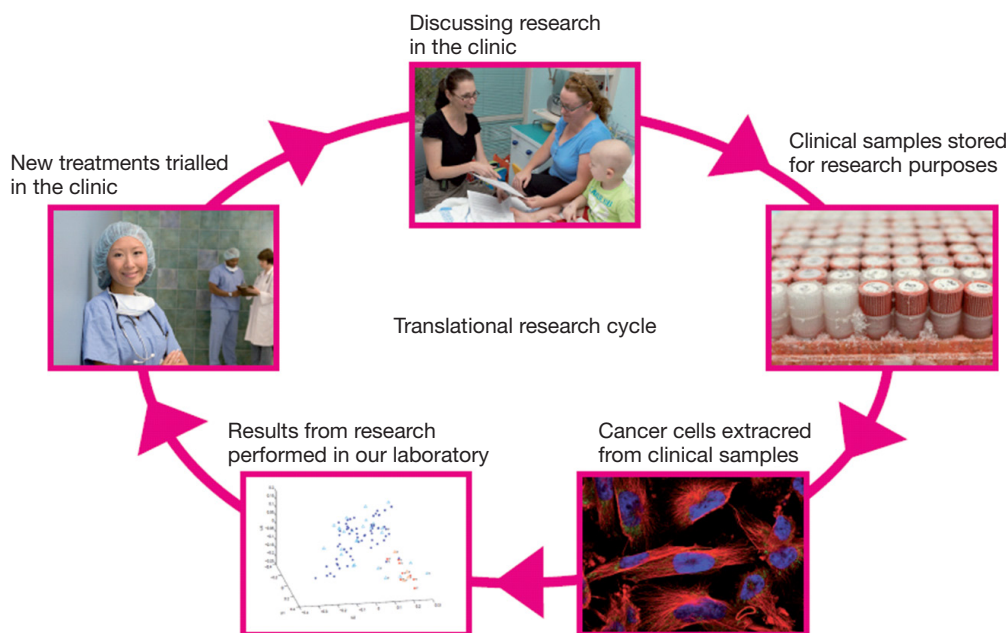 Discussing research
in the clinic
New treatments trialled
in the clinic
Clinical samples stored
for research purposes
Translational research cycle
Results from research
performed in our laboratory
Cancer cells extracred
from clinical samples